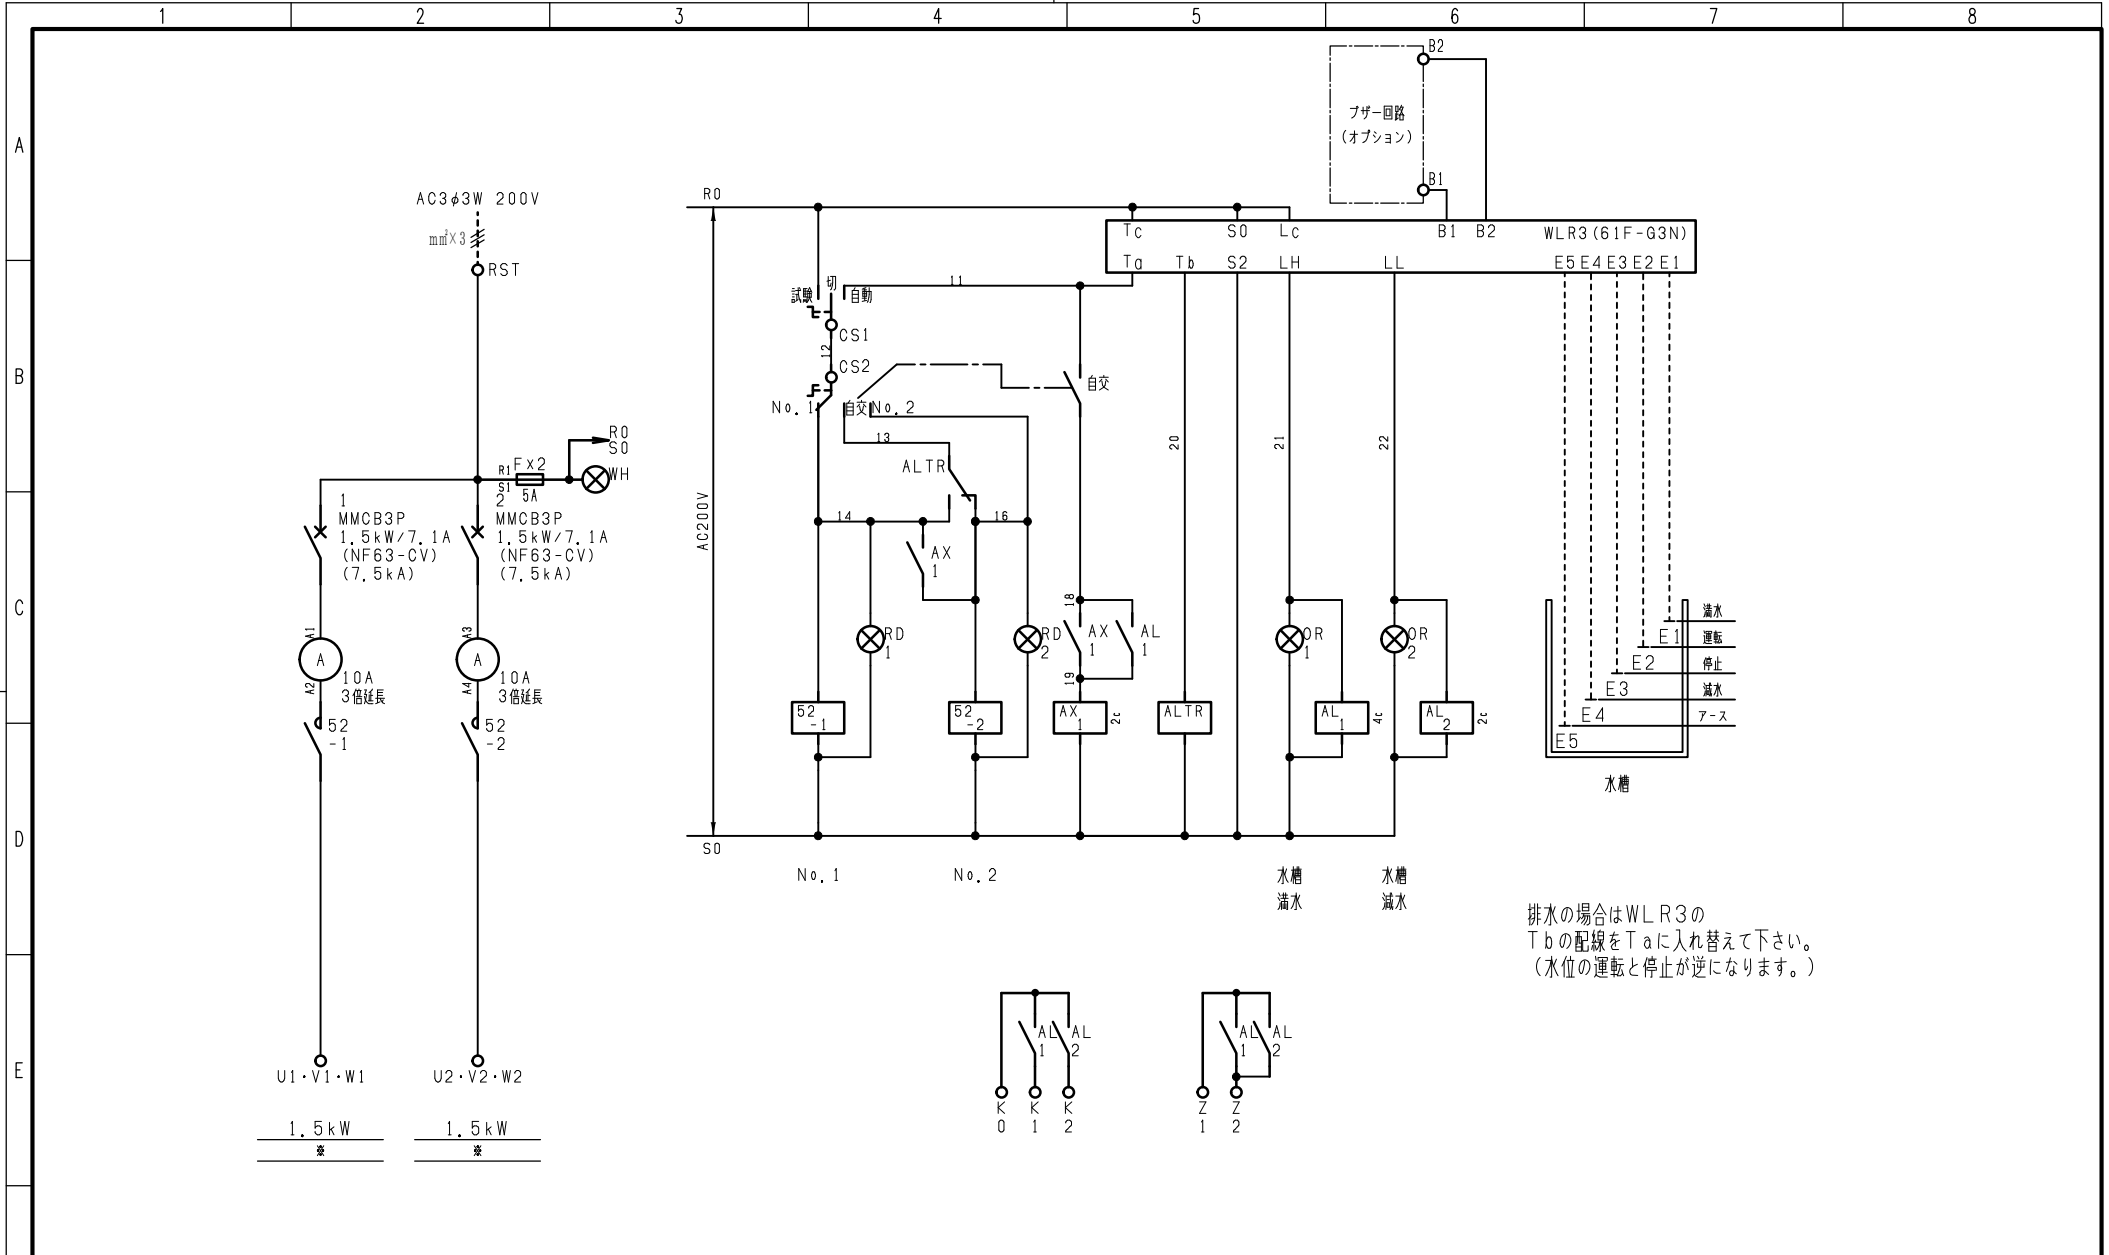 1 2 3 4 5 6 7 8
A
B
C
D
E
AC3φ3W 200V
mm²×3
RST
R0
S0
R1
S1
F×2
5A
WH
1
MMCB3P
1.5kW/7.1A
(NF63-CV)
(7.5kA)
2
MMCB3P
1.5kW/7.1A
(NF63-CV)
(7.5kA)
A1
A
A2
10A
3倍延長
A3
A
A4
10A
3倍延長
52
-1
52
-2
U1・V1・W1
U2・V2・W2
1.5kW
※
1.5kW
※
R0
AC200V
S0
試験
切
自動
11
CS1
12
CS2
No.1
自交
No.2
自交
13
ALTR
14
16
AX
1
RD
1
RD
2
18
AX
1
AL
1
19
52
-1
52
-2
AX
1
2c
ALTR
20
21
22
OR
1
OR
2
AL
1
4c
AL
2
2c
No.1
No.2
水槽
満水
水槽
減水
ブザー回路
(オプション)
B2
B1
Tc S0 Lc B1 B2 WLR3(61F-G3N)
Ta Tb S2 LH LL E5 E4 E3 E2 E1
満水
E1 運転
E2 停止
E3 減水
E4 アース
E5
水槽
排水の場合はWLR3の
Tbの配線をTaに入れ替えて下さい。
(水位の運転と停止が逆になります。)
AL
1
AL
2
K
0
K
1
K
2
AL
1
AL
2
Z
1
Z
2